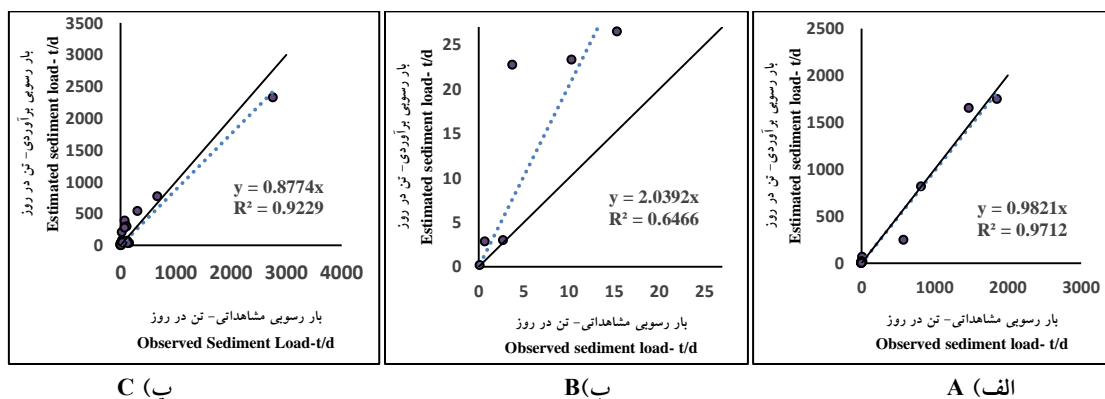 3500
3000
2500
2000
1500
1000
500
0
0 1000 2000 3000 4000
بار رسوبی برآوردی- تن در روز
Estimated sediment load- t/d
y = 0.8774x
R² = 0.9229
بار رسوبی مشاهداتی- تن در روز
Observed Sediment Load-t/d
پ) C
25
20
15
10
5
0
0 5 10 15 20 25
بار رسوبی برآوردی- تن در روز
Estimated sediment load- t/d
y = 2.0392x
R² = 0.6466
بار رسوبی مشاهداتی- تن در روز
Observed sediment load- t/d
ب)B
2500
2000
1500
1000
500
0
0 1000 2000 3000
بار رسوبی برآوردی- تن در روز
Estimated sediment load- t/d
y = 0.9821x
R² = 0.9712
بار رسوبی مشاهداتی- تن در روز
Observed sediment load- t/d
الف) A